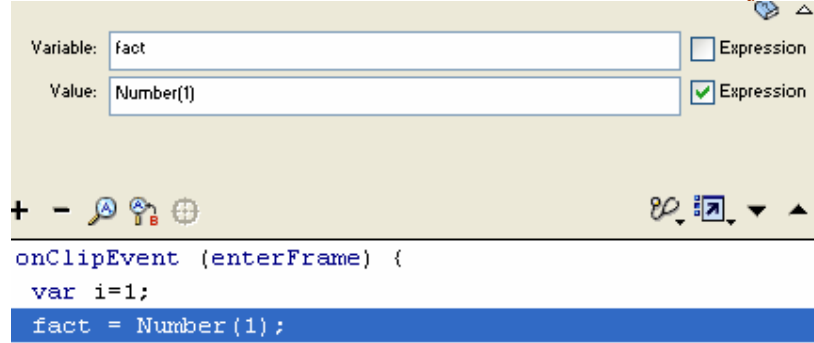 Variable: fact Expression
Value: Number(1) Expression
onClipEvent (enterFrame) {
var i=1;
fact = Number(1);